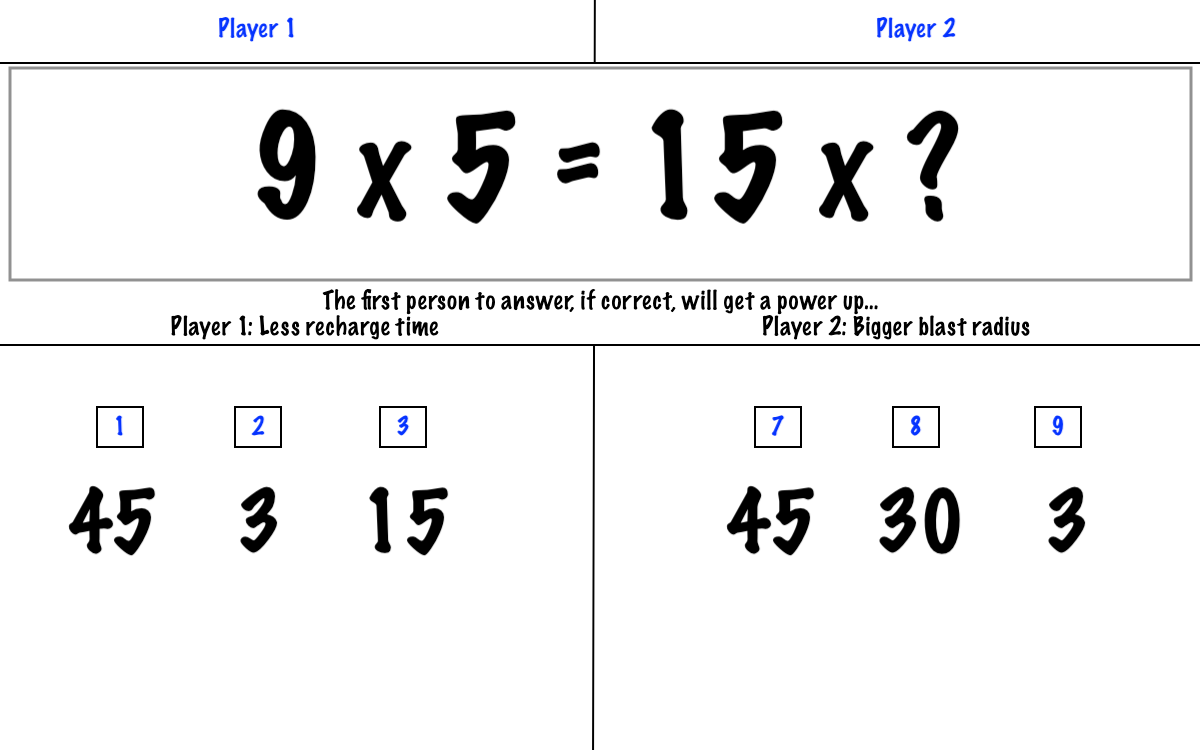 Player 1 Player 2
9 x 5 = 15 x ?
The first person to answer, if correct, will get a power up...
Player 1: Less recharge time Player 2: Bigger blast radius
1 2 3 7 8 9
45 3 15 45 30 3